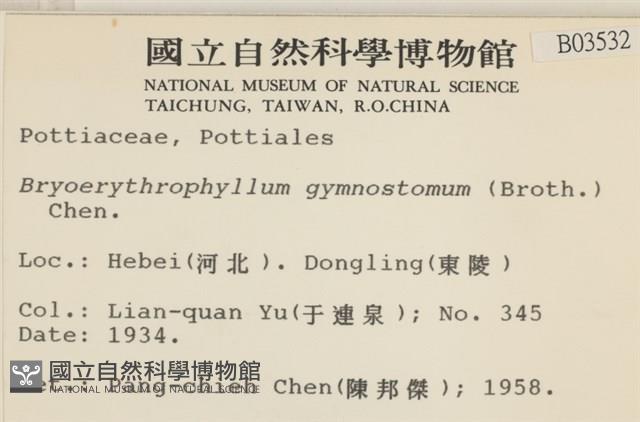 國立自然科學博物館
B03532
NATIONAL MUSEUM OF NATURAL SCIENCE
TAICHUNG, TAIWAN, R.O.CHINA
Pottiaceae, Pottiales
Bryoerythrophyllum gymnostomum (Broth.)
Chen.
Loc.: Hebei(河北). Dongling(東陵)
Col.: Lian-quan Yu(于連泉); No. 345
Date: 1934.
國立自然科學博物館
NATIONAL MUSEUM OF NATURAL SCIENCE
Pang-chieh Chen(陳邦傑); 1958.